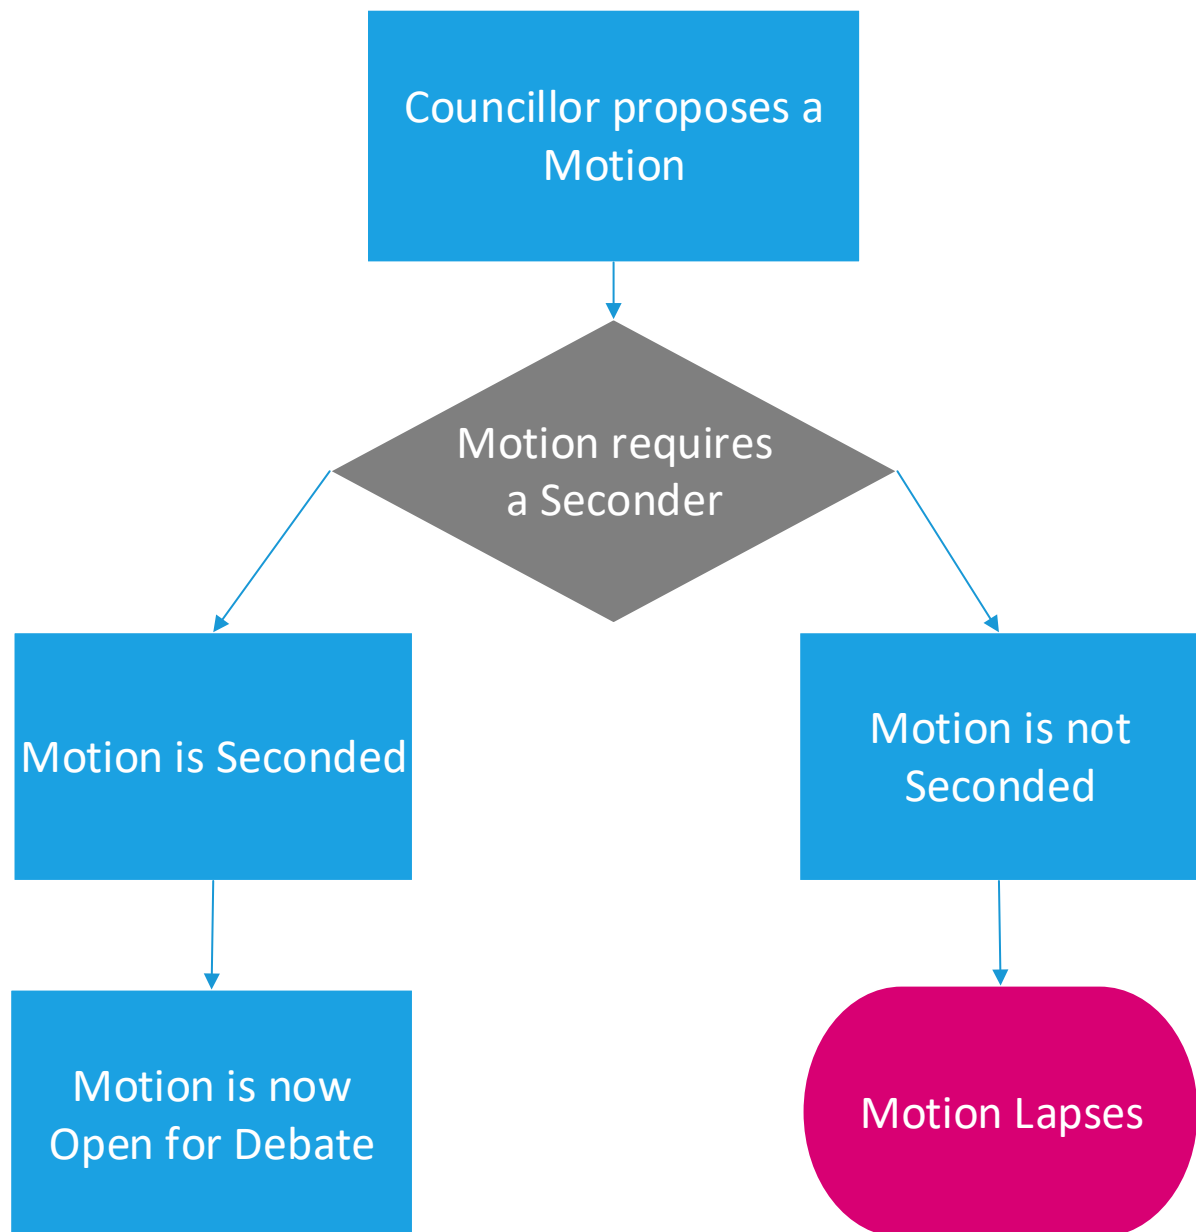 Councillor proposes a
Motion
Motion requires
a Seconder
Motion is Seconded
Motion is not
Seconded
Motion is now
Open for Debate
Motion Lapses